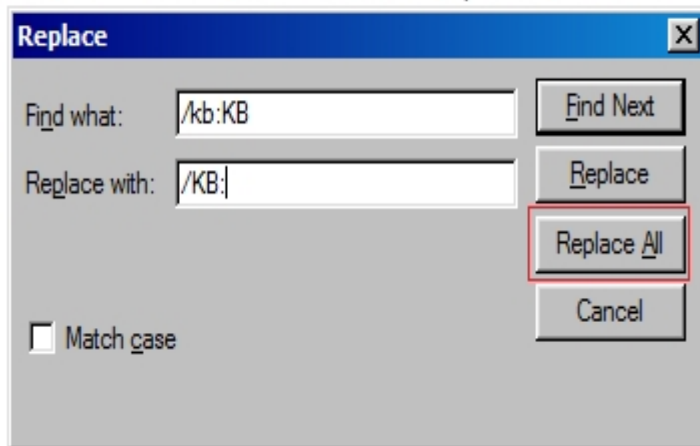 Replace
Find what: /kb:KB Find Next
Replace with: /KB: Replace
Replace All
Cancel
Match case